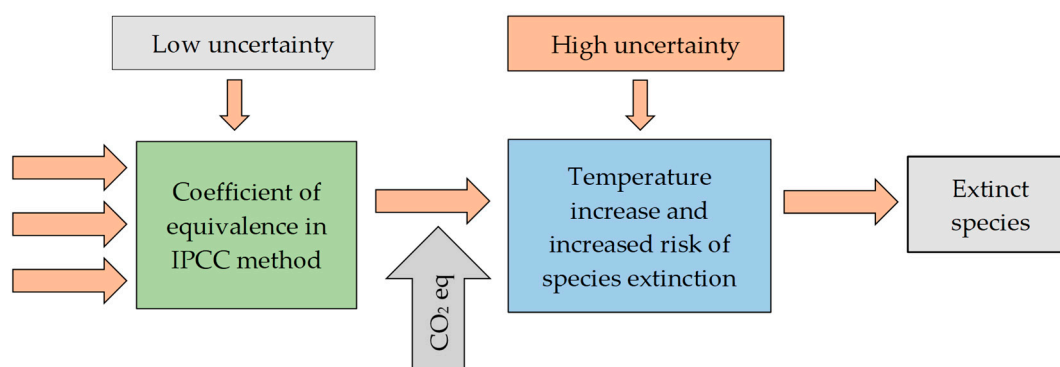 Low uncertainty
High uncertainty
Coefficient of
equivalence in
IPCC method
CO₂ eq
Temperature
increase and
increased risk of
species extinction
Extinct
species